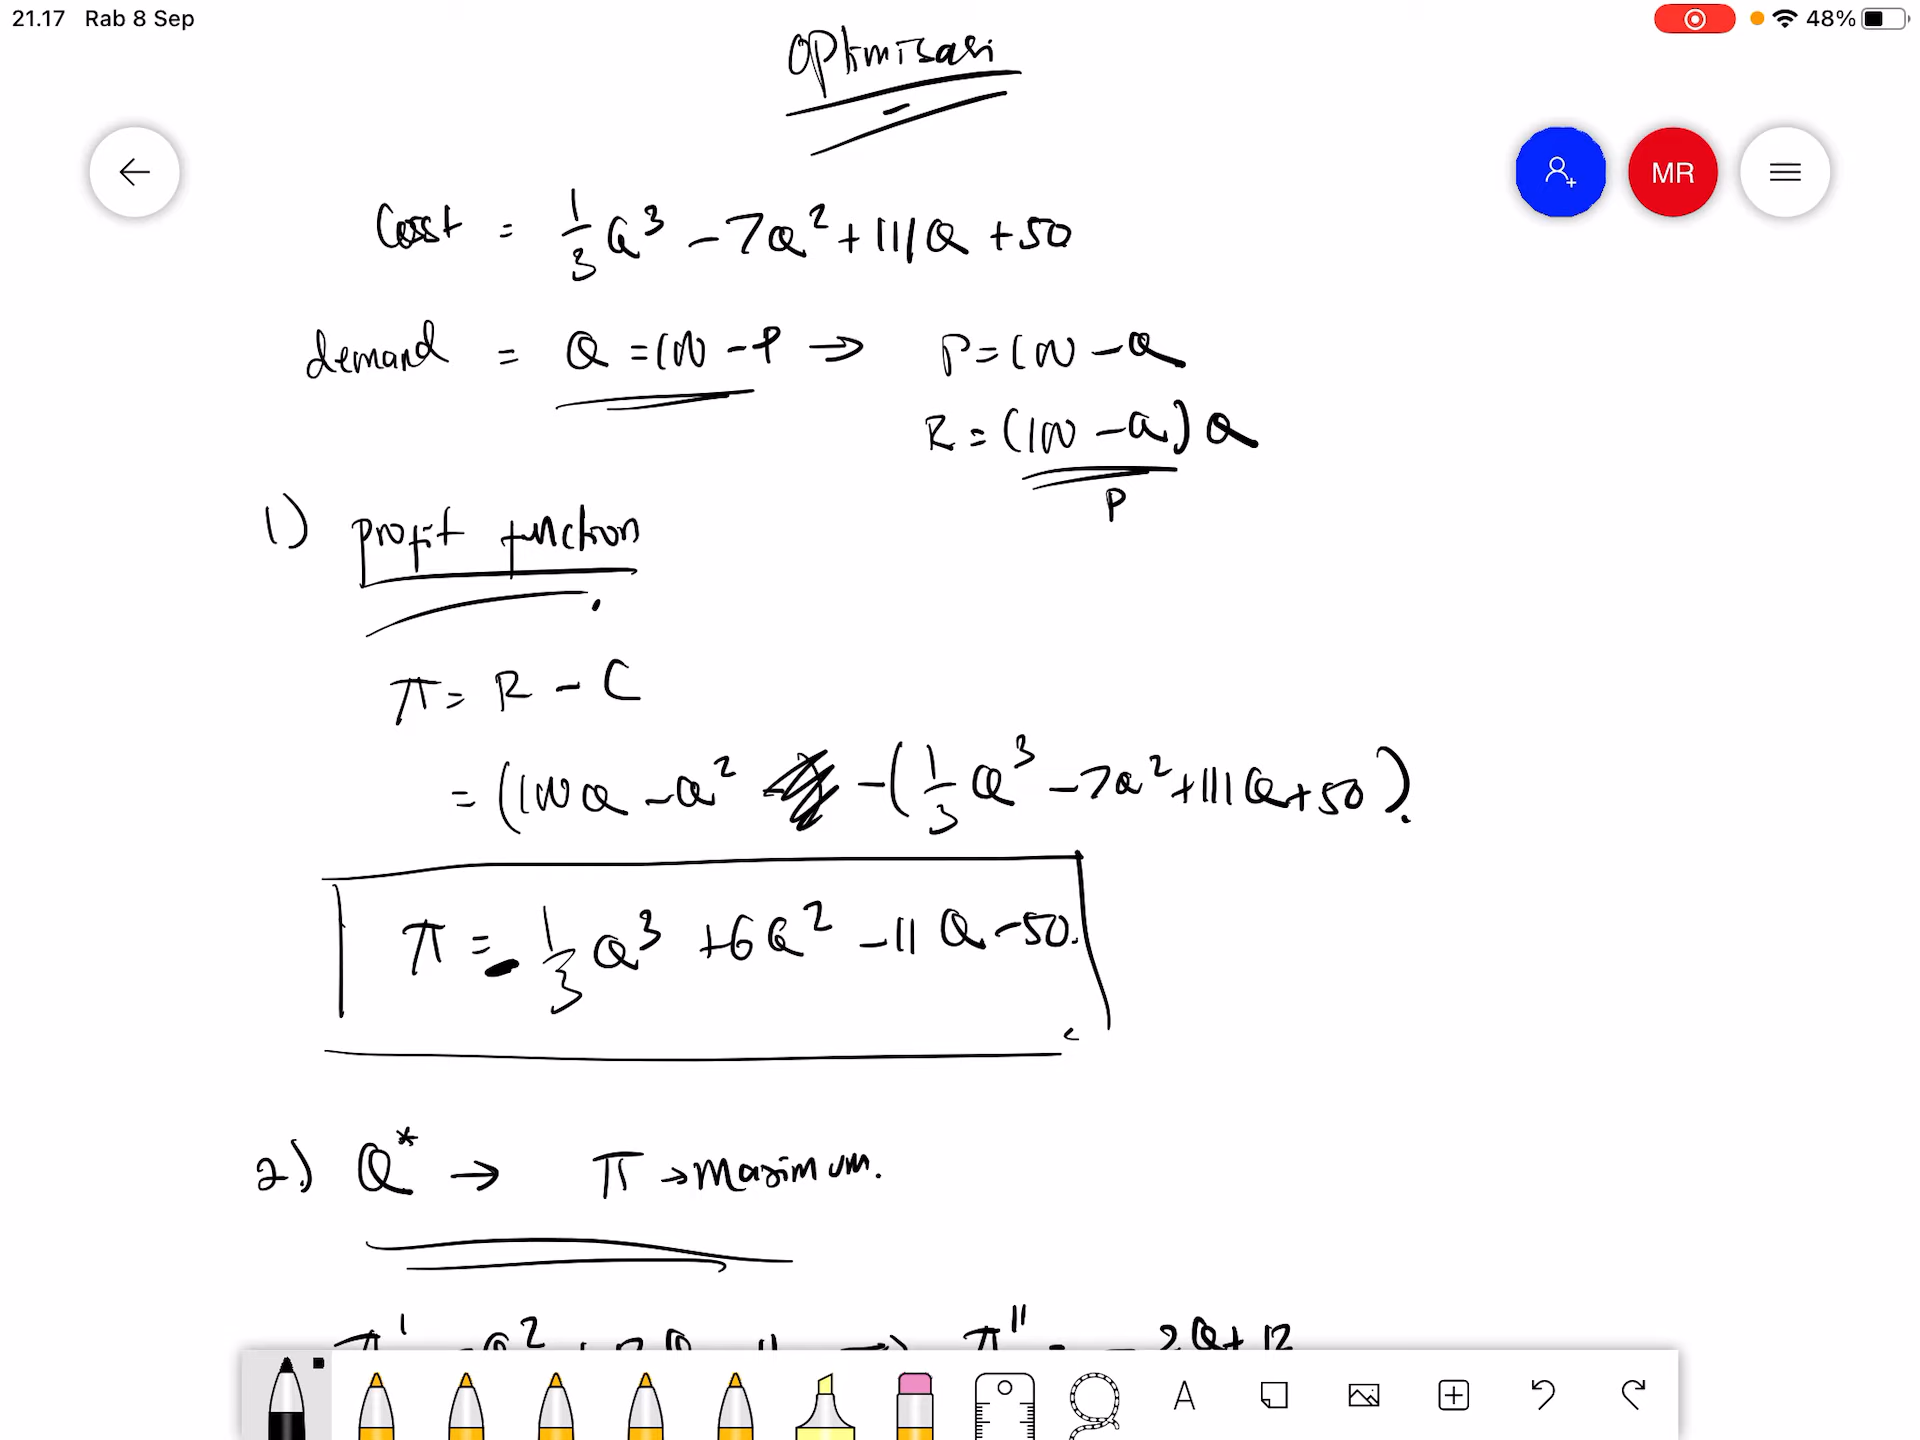 21.17 Rab 8 Sep
48%
Optimisasi
MR
Cost = 1/3 Q³ - 7Q² + 111Q + 50
demand = Q = 100 - P → P = 100 - Q
R = (100 - Q) Q
P
1) profit function
π = R - C
= (100Q - Q² - (1/3 Q³ - 7Q² + 111Q + 50).
π = - 1/3 Q³ + 6Q² - 11Q - 50.
2.) Q* → π → Maximum.
π'' = -2Q + 12
A